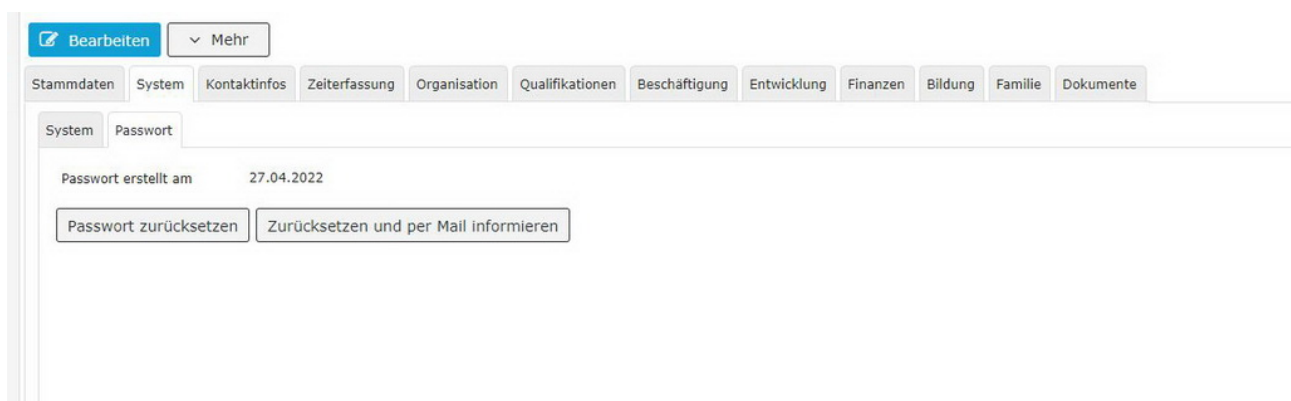 Bearbeiten Mehr
Stammdaten System Kontaktinfos Zeiterfassung Organisation Qualifikationen Beschäftigung Entwicklung Finanzen Bildung Familie Dokumente
System Passwort
Passwort erstellt am 27.04.2022
Passwort zurücksetzen Zurücksetzen und per Mail informieren